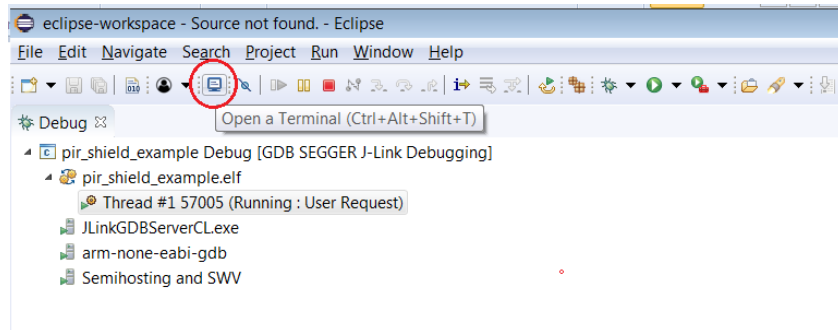 eclipse-workspace - Source not found. - Eclipse
File Edit Navigate Search Project Run Window Help
010
Open a Terminal (Ctrl+Alt+Shift+T)
Debug
c pir_shield_example Debug [GDB SEGGER J-Link Debugging]
pir_shield_example.elf
Thread #1 57005 (Running : User Request)
JLinkGDBServerCL.exe
arm-none-eabi-gdb
Semihosting and SWV